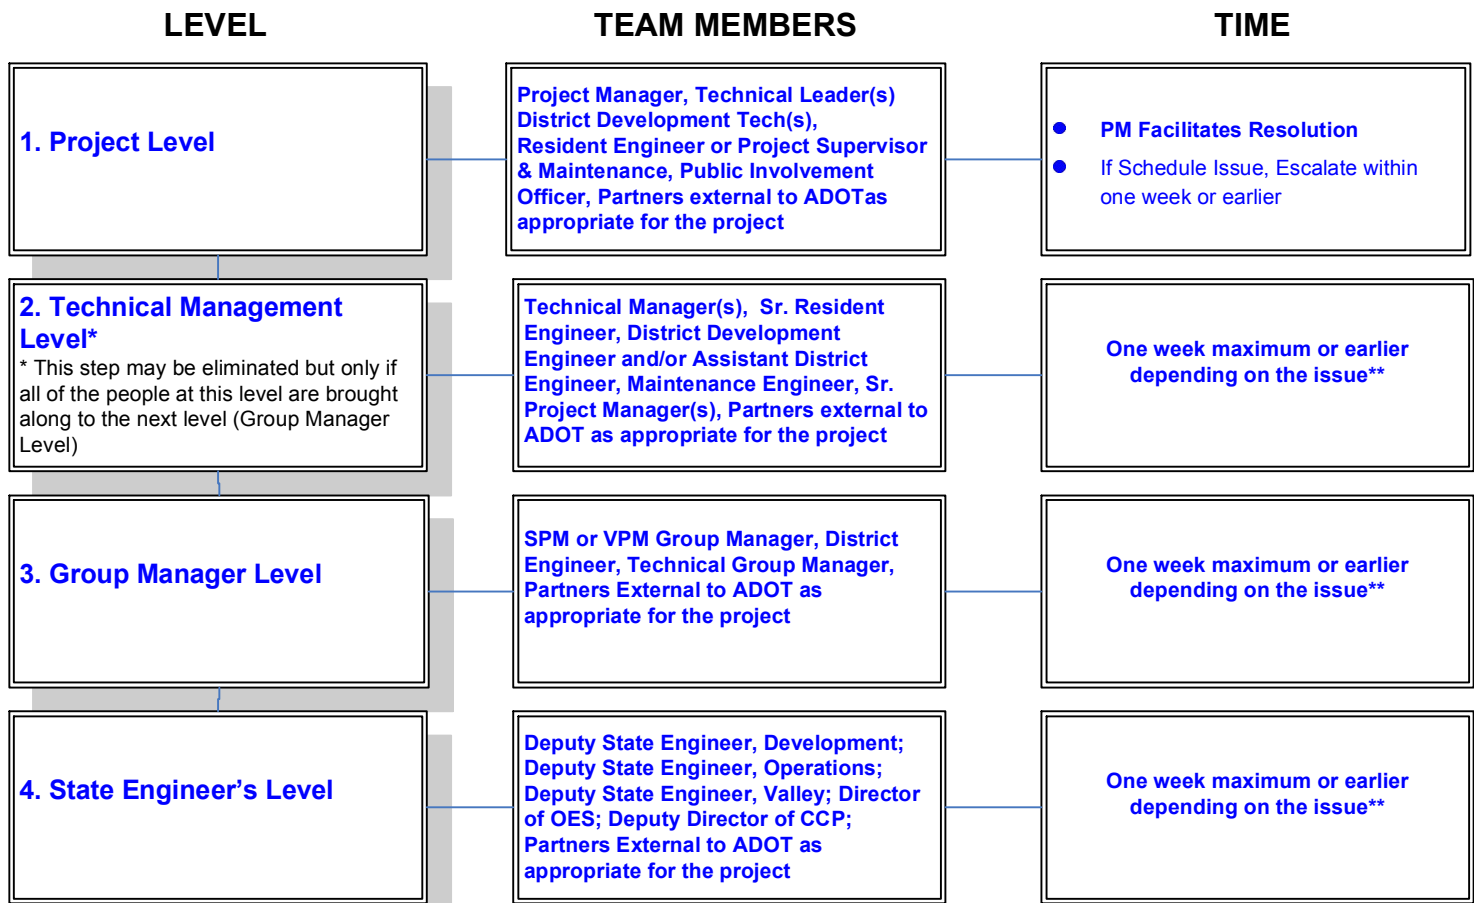 LEVEL
TEAM MEMBERS
TIME
1. Project Level
Project Manager, Technical Leader(s)
District Development Tech(s),
Resident Engineer or Project Supervisor
& Maintenance, Public Involvement
Officer, Partners external to ADOTas
appropriate for the project
● PM Facilitates Resolution
● If Schedule Issue, Escalate within
one week or earlier
2. Technical Management
Level*
* This step may be eliminated but only if
all of the people at this level are brought
along to the next level (Group Manager
Level)
Technical Manager(s), Sr. Resident
Engineer, District Development
Engineer and/or Assistant District
Engineer, Maintenance Engineer, Sr.
Project Manager(s), Partners external to
ADOT as appropriate for the project
One week maximum or earlier
depending on the issue**
3. Group Manager Level
SPM or VPM Group Manager, District
Engineer, Technical Group Manager,
Partners External to ADOT as
appropriate for the project
One week maximum or earlier
depending on the issue**
4. State Engineer’s Level
Deputy State Engineer, Development;
Deputy State Engineer, Operations;
Deputy State Engineer, Valley; Director
of OES; Deputy Director of CCP;
Partners External to ADOT as
appropriate for the project
One week maximum or earlier
depending on the issue**